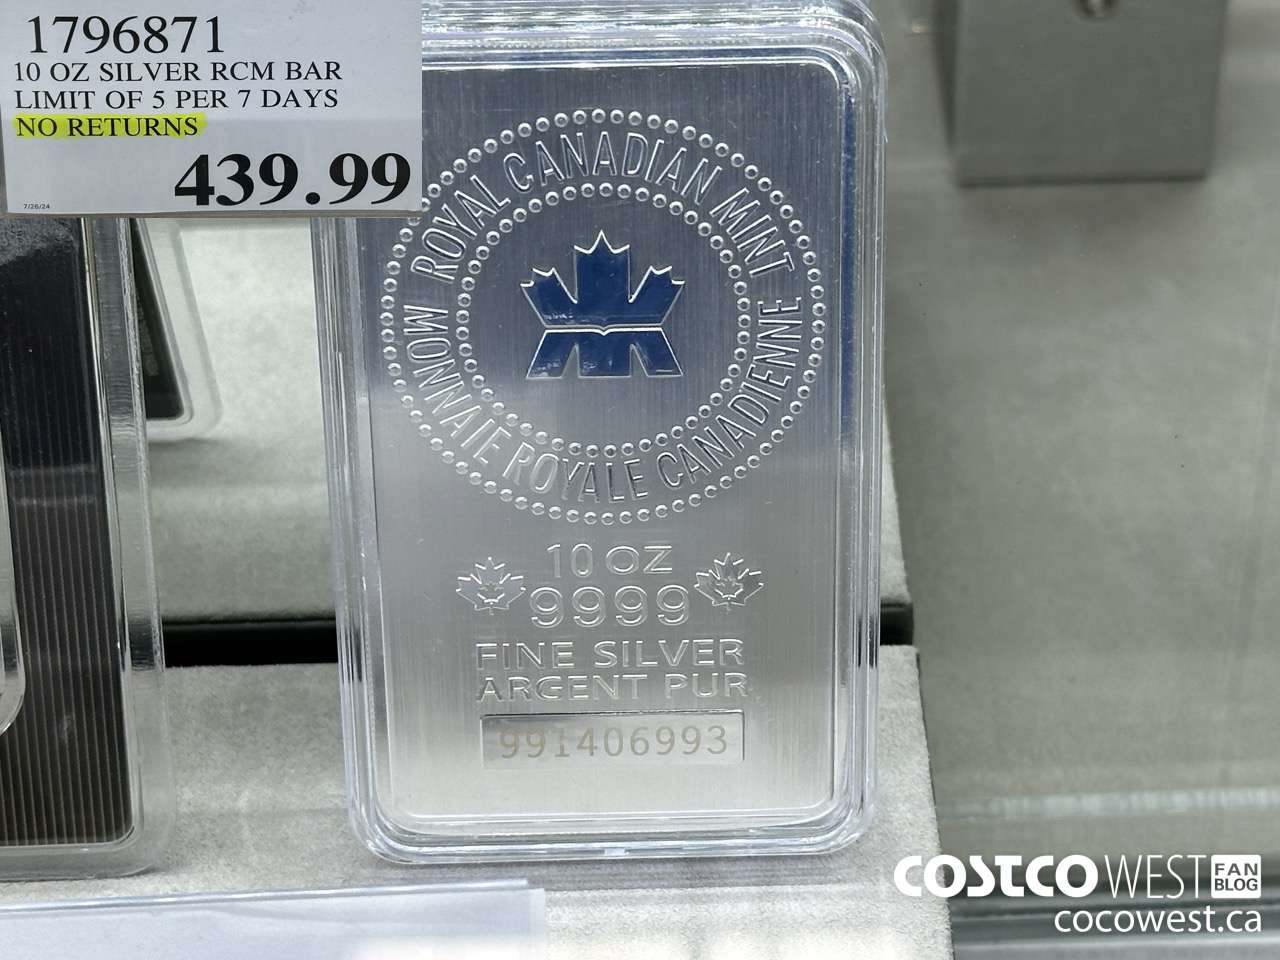 1796871
10 OZ SILVER RCM BAR
LIMIT OF 5 PER 7 DAYS
NO RETURNS
439.99
7/26/24
ROYAL CANADIAN MINT
MONNAIE ROYALE CANADIENNE
10 OZ
9999
FINE SILVER
ARGENT PUR
991406993
COSTCO WEST FAN BLOG
cocowest.ca